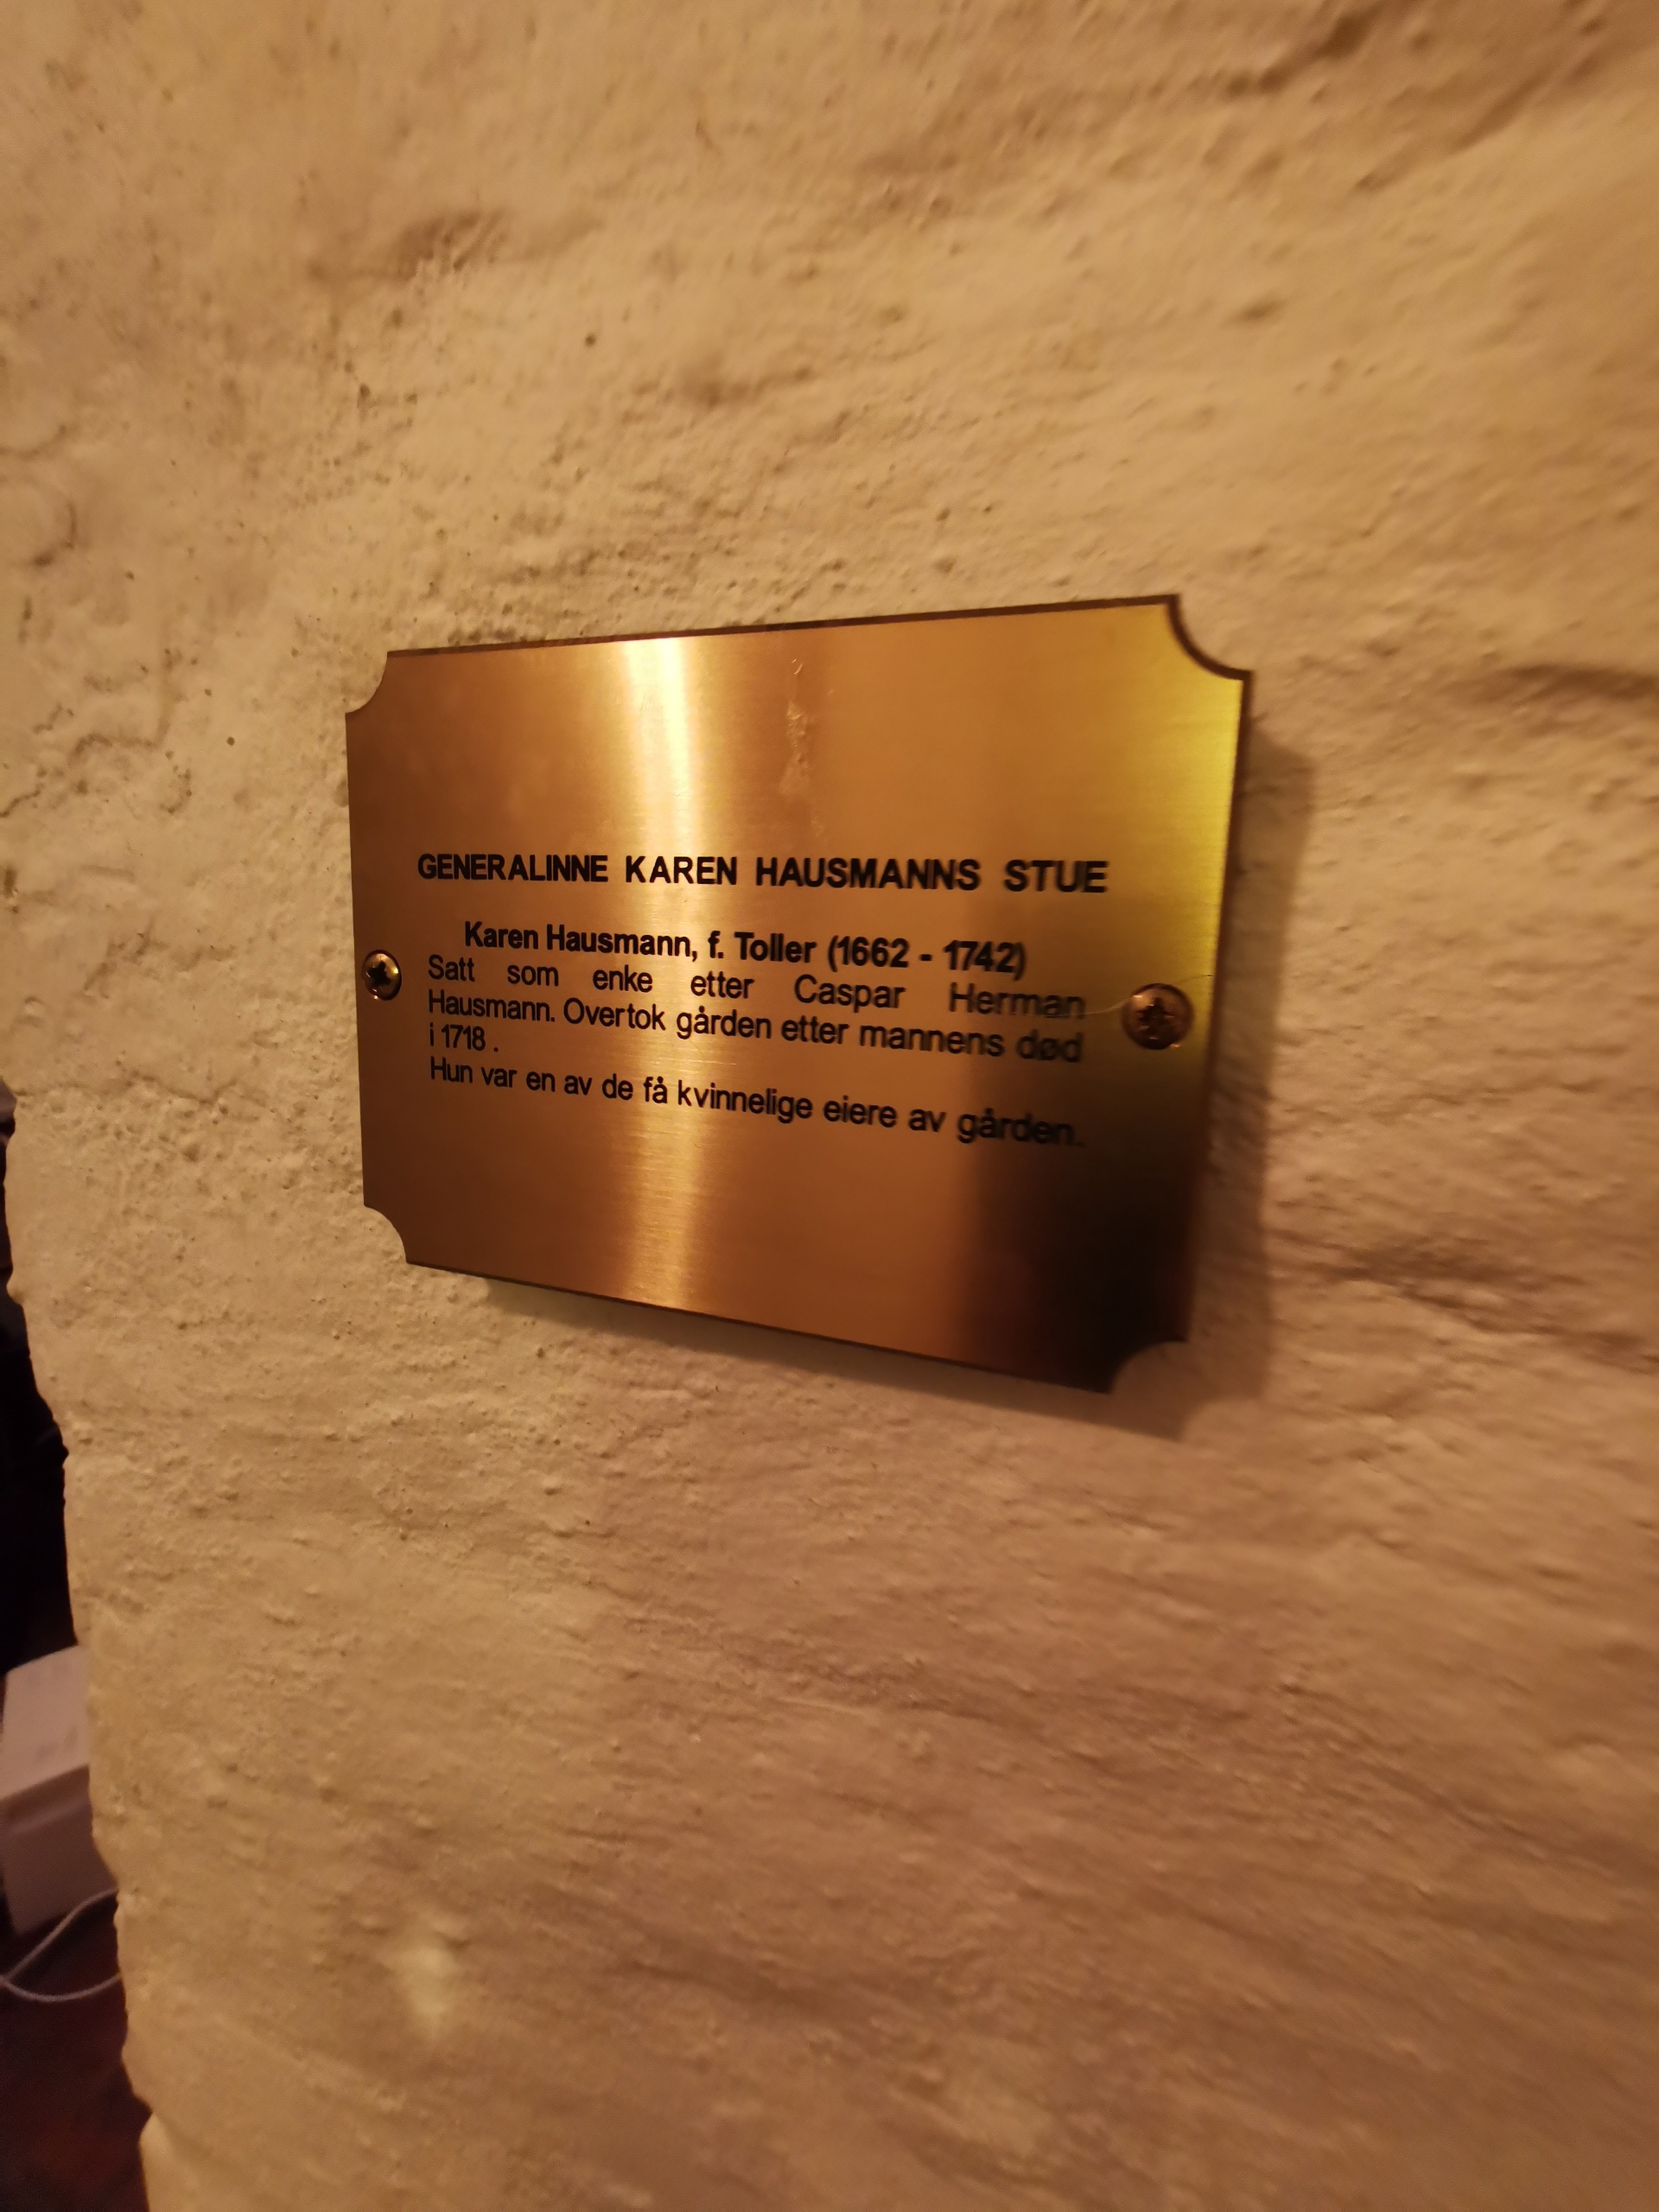 GENERALINNE KAREN HAUSMANNS STUE
Karen Hausmann, f. Toller (1662 - 1742)
Satt som enke etter Caspar Herman
Hausmann. Overtok gården etter mannens død
i 1718 .
Hun var en av de få kvinnelige eiere av gården.